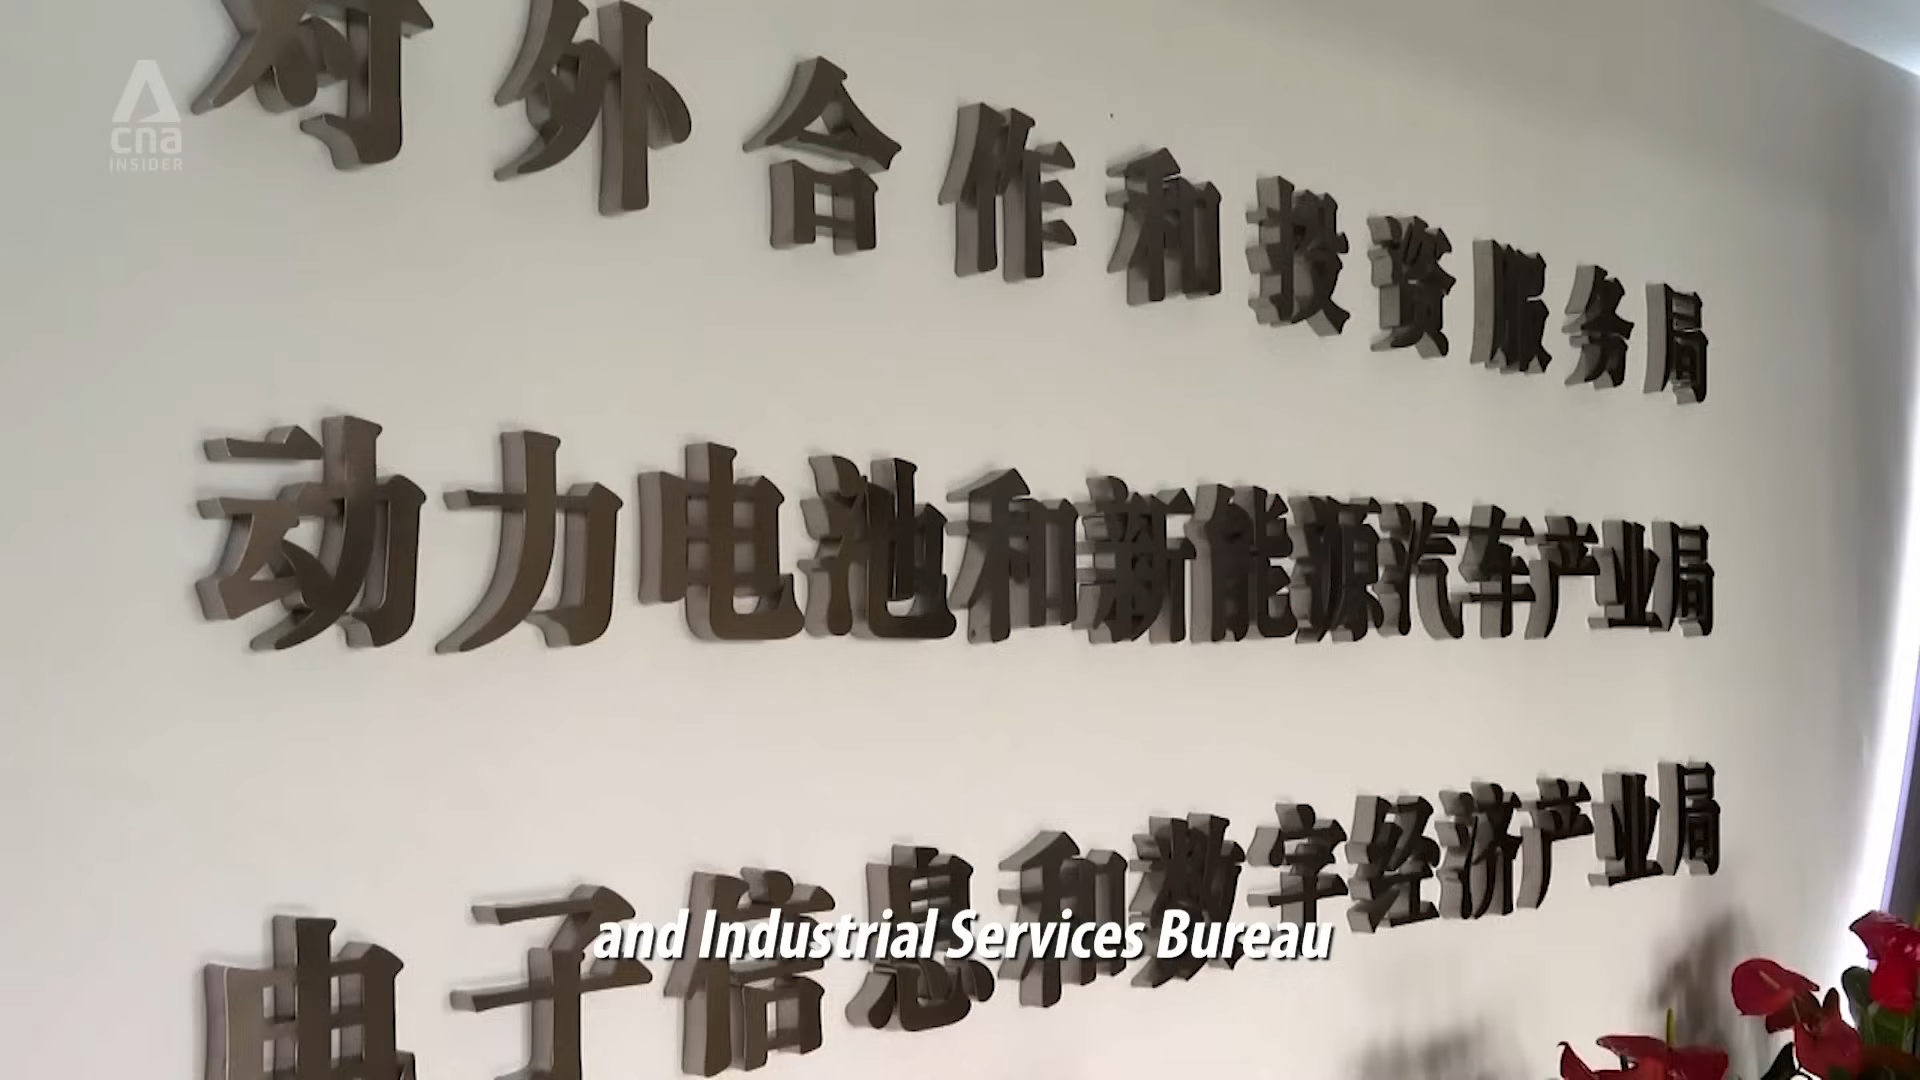 cna
INSIDER
对外合作和投资服务局
动力电池和新能源汽车产业局
电子信息和数字经济产业局
and Industrial Services Bureau